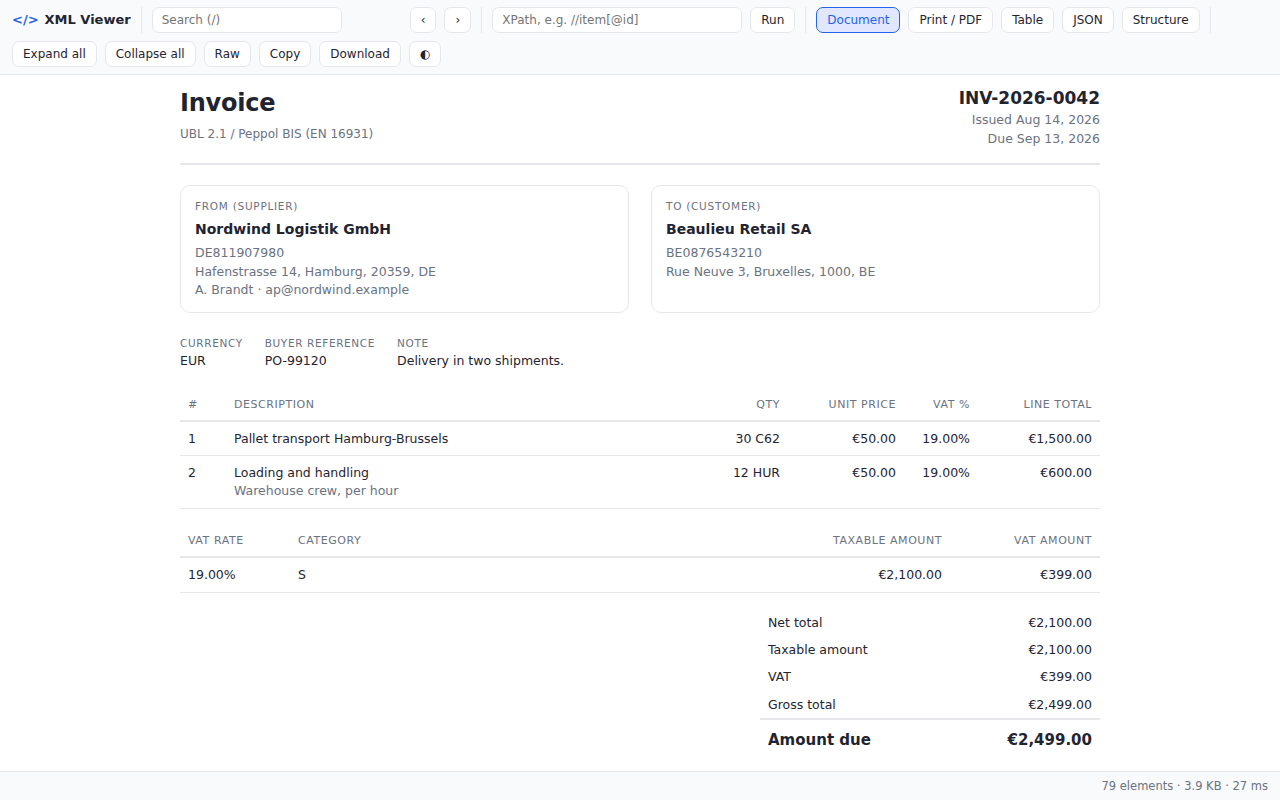 </> XML Viewer Search (/) ‹ › XPath, e.g. //item[@id] Run Document Print / PDF Table JSON Structure
Expand all Collapse all Raw Copy Download ◐
Invoice
UBL 2.1 / Peppol BIS (EN 16931)
INV-2026-0042
Issued Aug 14, 2026
Due Sep 13, 2026
FROM (SUPPLIER)
Nordwind Logistik GmbH
DE811907980
Hafenstrasse 14, Hamburg, 20359, DE
A. Brandt · ap@nordwind.example
TO (CUSTOMER)
Beaulieu Retail SA
BE0876543210
Rue Neuve 3, Bruxelles, 1000, BE
CURRENCY BUYER REFERENCE NOTE
EUR PO-99120 Delivery in two shipments.
# DESCRIPTION QTY UNIT PRICE VAT % LINE TOTAL
1 Pallet transport Hamburg-Brussels 30 C62 €50.00 19.00% €1,500.00
2 Loading and handling 12 HUR €50.00 19.00% €600.00
Warehouse crew, per hour
VAT RATE CATEGORY TAXABLE AMOUNT VAT AMOUNT
19.00% S €2,100.00 €399.00
Net total €2,100.00
Taxable amount €2,100.00
VAT €399.00
Gross total €2,499.00
Amount due €2,499.00
79 elements · 3.9 KB · 27 ms